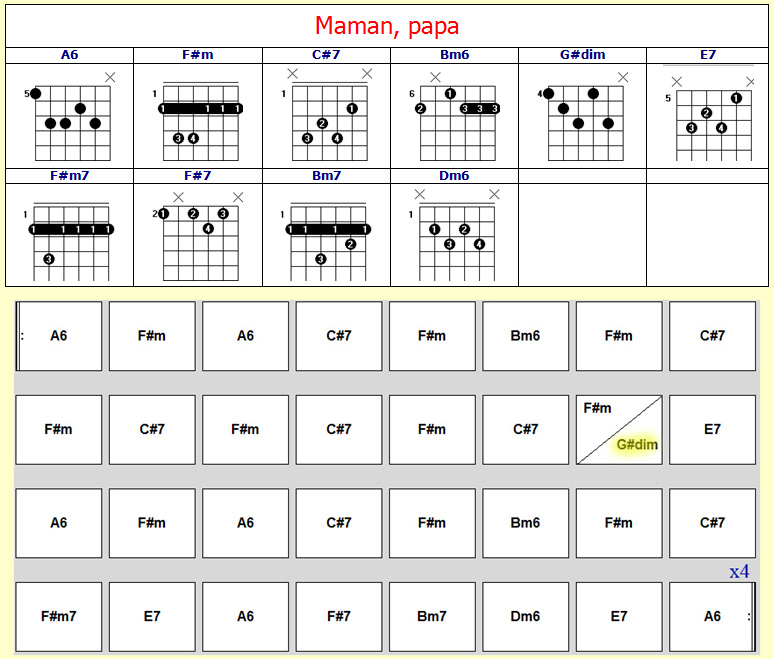 Maman, papa
A6 F#m C#7 Bm6 G#dim E7
× × × × × × × ×
5 1 1 6 4 5
1 1 1 1 1 1 2 3 3 3 1
2 2
3 4 3 4 3 4
F#m7 F#7 Bm7 Dm6
× × × ×
1 2 1 2 3 1 1
1 1 1 1 1 4 1 1 1 1 2
2 3 4
3 3
: A6 F#m A6 C#7 F#m Bm6 F#m C#7
F#m C#7 F#m C#7 F#m C#7 F#m G#dim E7
A6 F#m A6 C#7 F#m Bm6 F#m C#7
x4
F#m7 E7 A6 F#7 Bm7 Dm6 E7 A6 :